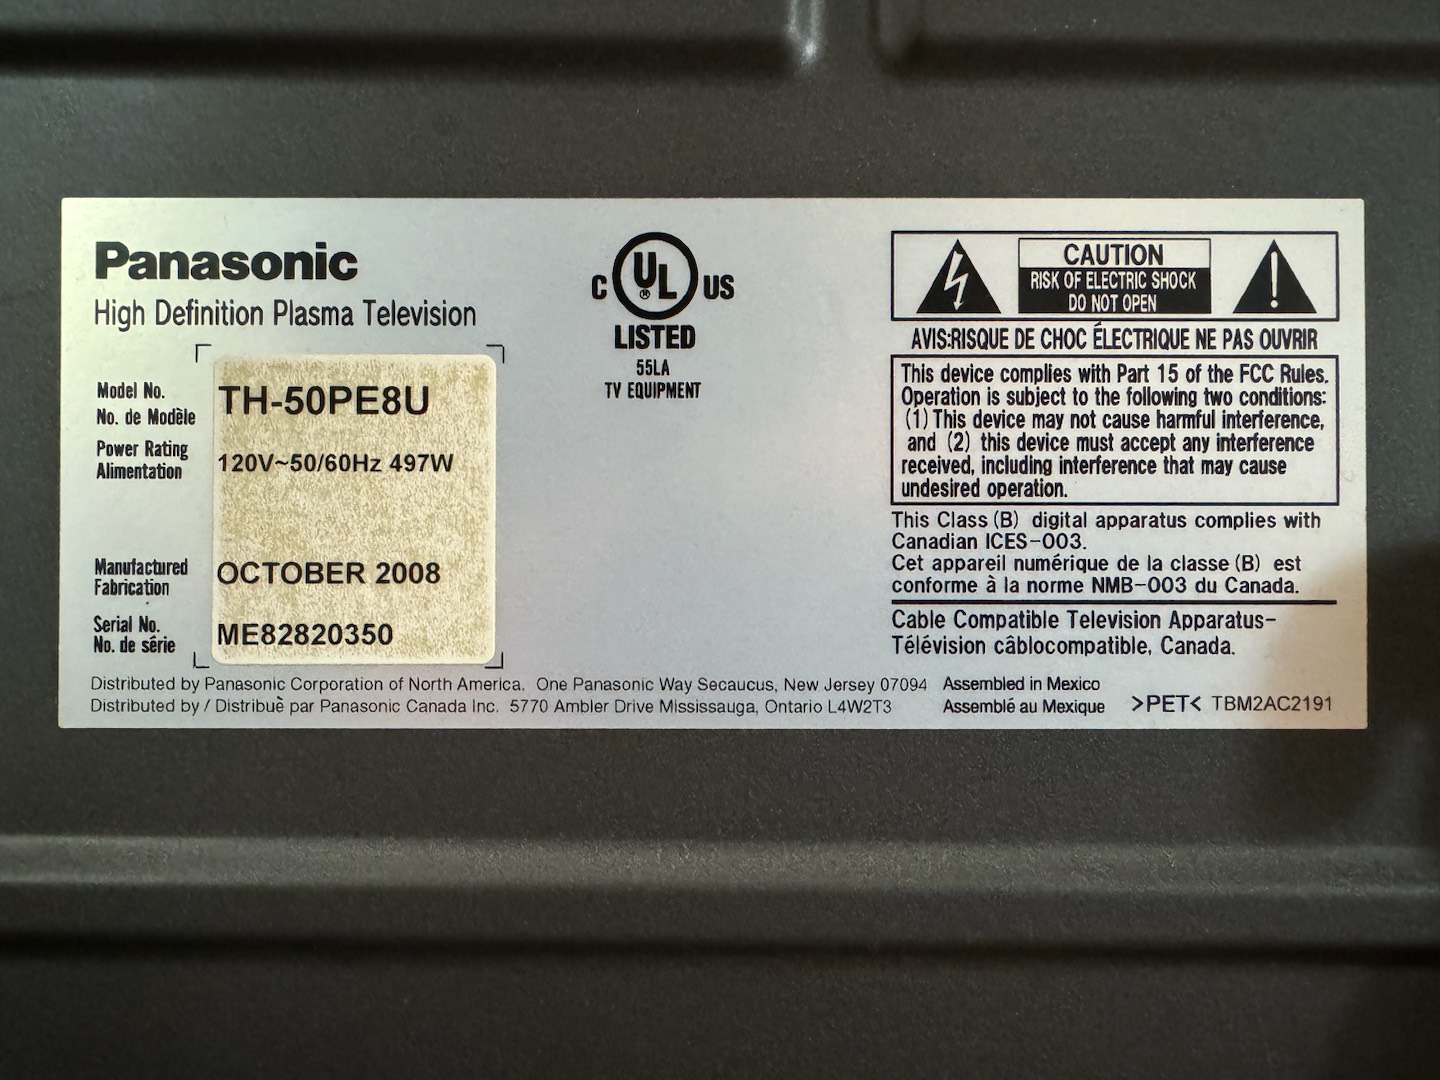 Panasonic
High Definition Plasma Television
Model No.
No. de Modèle
TH-50PE8U
Power Rating
Alimentation
120V~50/60Hz 497W
Manufactured
Fabrication
OCTOBER 2008
Serial No.
No. de série
ME82820350
C UL ® US
LISTED
55LA
TV EQUIPMENT
CAUTION
RISK OF ELECTRIC SHOCK
DO NOT OPEN
AVIS:RISQUE DE CHOC ÉLECTRIQUE NE PAS OUVRIR
This device complies with Part 15 of the FCC Rules.
Operation is subject to the following two conditions:
(1) This device may not cause harmful interference,
and (2) this device must accept any interference
received, including interference that may cause
undesired operation.
This Class (B) digital apparatus complies with
Canadian ICES-003.
Cet appareil numérique de la classe (B) est
conforme à la norme NMB-003 du Canada.
Cable Compatible Television Apparatus-
Télévision câblocompatible, Canada.
Distributed by Panasonic Corporation of North America. One Panasonic Way Secaucus, New Jersey 07094
Distributed by / Distribuè par Panasonic Canada Inc. 5770 Ambler Drive Mississauga, Ontario L4W2T3
Assembled in Mexico
Assemblé au Mexique
>PET< TBM2AC2191